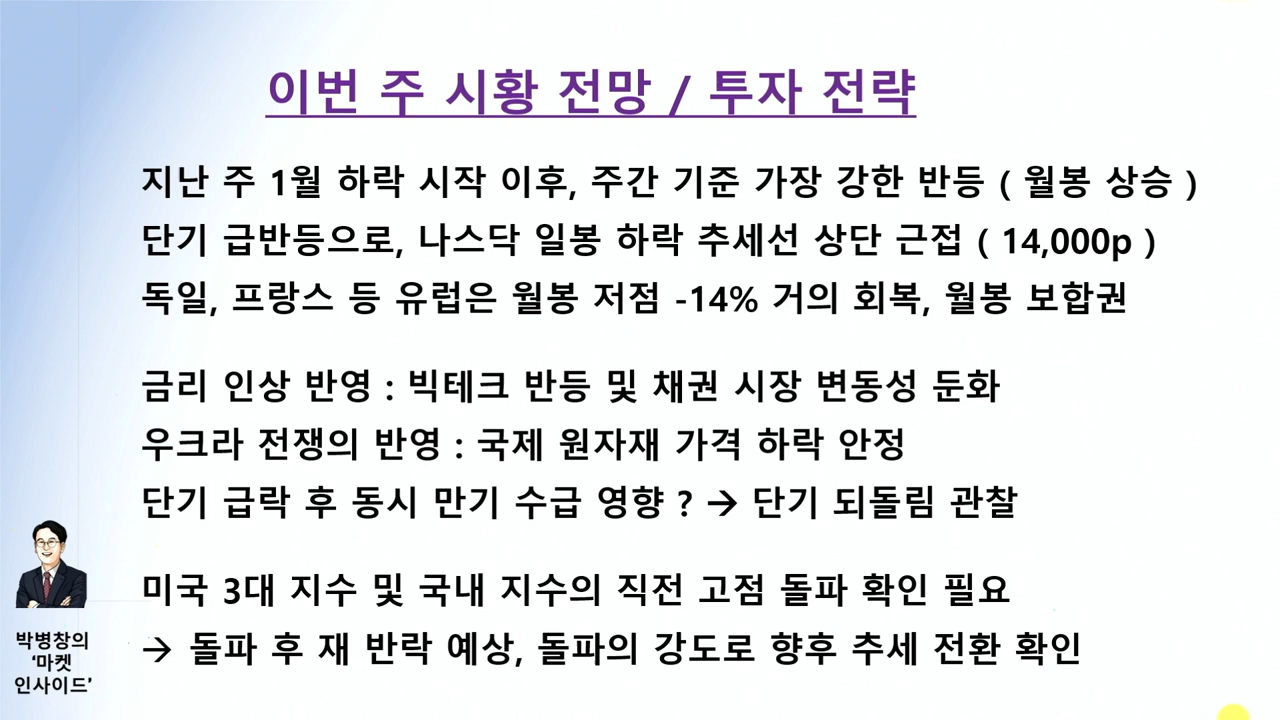 이번 주 시황 전망 / 투자 전략
지난 주 1월 하락 시작 이후, 주간 기준 가장 강한 반등 ( 월봉 상승 )
단기 급반등으로, 나스닥 일봉 하락 추세선 상단 근접 ( 14,000p )
독일, 프랑스 등 유럽은 월봉 저점 -14% 거의 회복, 월봉 보합권
금리 인상 반영 : 빅테크 반등 및 채권 시장 변동성 둔화
우크라 전쟁의 반영 : 국제 원자재 가격 하락 안정
단기 급락 후 동시 만기 수급 영향 ? → 단기 되돌림 관찰
미국 3대 지수 및 국내 지수의 직전 고점 돌파 확인 필요
→ 돌파 후 재 반락 예상, 돌파의 강도로 향후 추세 전환 확인
박병창의
‘마켓
인사이드’